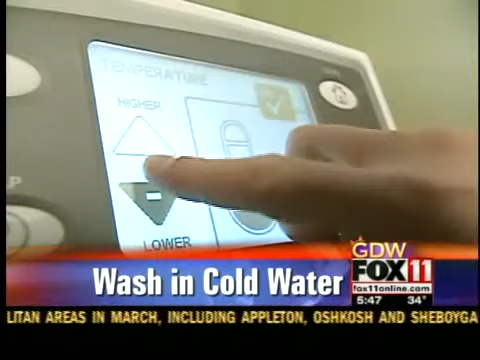 TEMPERATURE
HIGHER
LOWER
Wash in Cold Water
GDW
FOX 11
fox11online.com
5:47 34°
LITAN AREAS IN MARCH, INCLUDING APPLETON, OSHKOSH AND SHEBOYGA